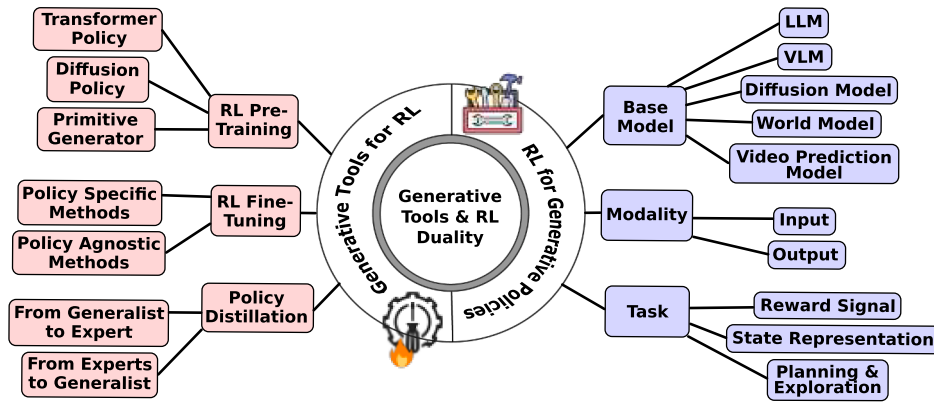 Transformer
Policy
Diffusion
Policy
Primitive
Generator
RL Pre-
Training
Policy Specific
Methods
Policy Agnostic
Methods
RL Fine-
Tuning
From Generalist
to Expert
From Experts
to Generalist
Policy
Distillation
Generative Tools for RL
Generative
Tools & RL
Duality
RL for Generative Policies
Base
Model
LLM
VLM
Diffusion Model
World Model
Video Prediction
Model
Modality
Input
Output
Task
Reward Signal
State Representation
Planning &
Exploration